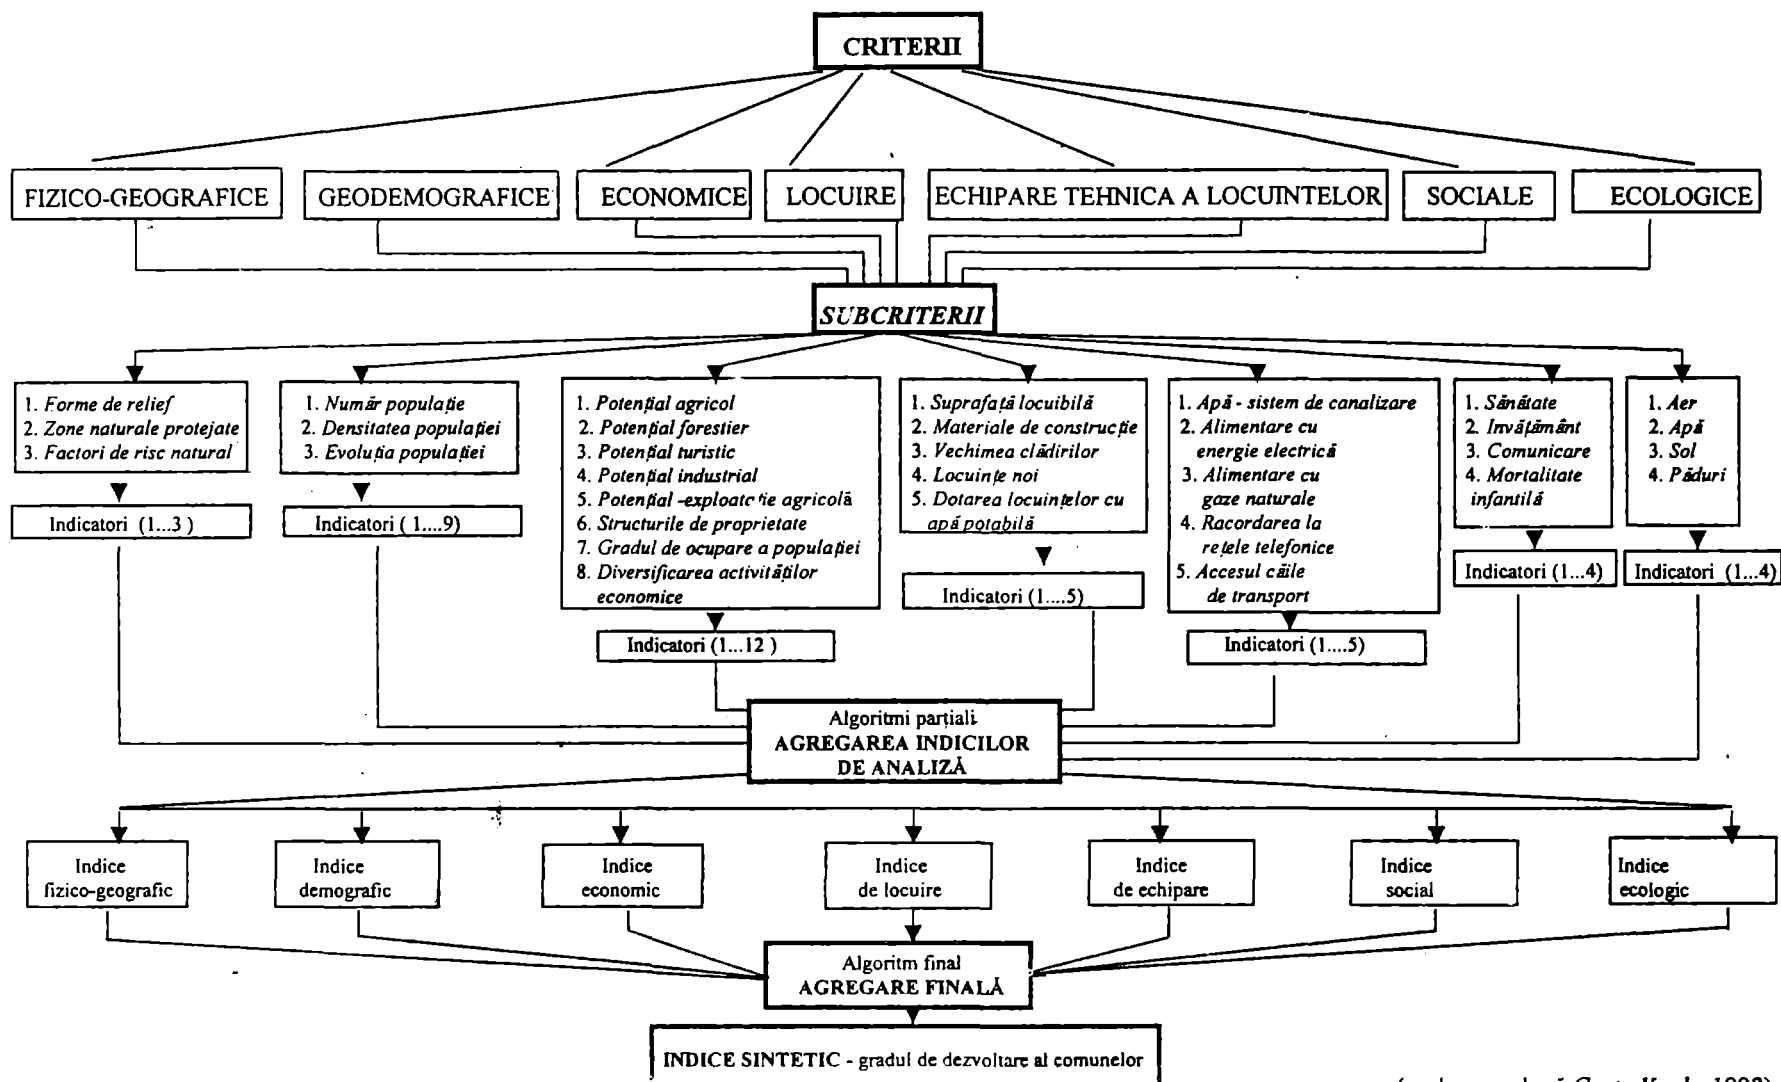 CRITERII
FIZICO-GEOGRAFICE
GEODEMOGRAFICE
ECONOMICE
LOCUIRE
ECHIPARE TEHNICA A LOCUINTELOR
SOCIALE
ECOLOGICE
SUBCRITERII
1. Forme de relief
2. Zone naturale protejate
3. Factori de risc natural
Indicatori (1...3 )
1. Număr populație
2. Densitatea populației
3. Evoluția populației
Indicatori ( 1....9)
1. Potențial agricol
2. Potențial forestier
3. Potențial turistic
4. Potențial industrial
5. Potențial -exploatație agricolă
6. Structurile de proprietate
7. Gradul de ocupare a populației
8. Diversificarea activităților
economice
Indicatori (1...12 )
1. Suprafață locuibilă
2. Materiale de construcție
3. Vechimea clădirilor
4. Locuințe noi
5. Dotarea locuințelor cu
apă potabilă
Indicatori (1....5)
1. Apă - sistem de canalizare
2. Alimentare cu
energie electrică
3. Alimentare cu
gaze naturale
4. Racordarea la
rețele telefonice
5. Accesul căile
de transport
Indicatori (1....5)
1. Sănătate
2. Invățământ
3. Comunicare
4. Mortalitate
infantilă
Indicatori (1...4)
1. Aer
2. Apă
3. Sol
4. Păduri
Indicatori (1...4)
Algoritmi parțiali
AGREGAREA INDICILOR
DE ANALIZĂ
Indice
fizico-geografic
Indice
demografic
Indice
economic
Indice
de locuire
Indice
de echipare
Indice
social
Indice
ecologic
Algoritm final
AGREGARE FINALĂ
INDICE SINTETIC - gradul de dezvoltare al comunelor
1993)